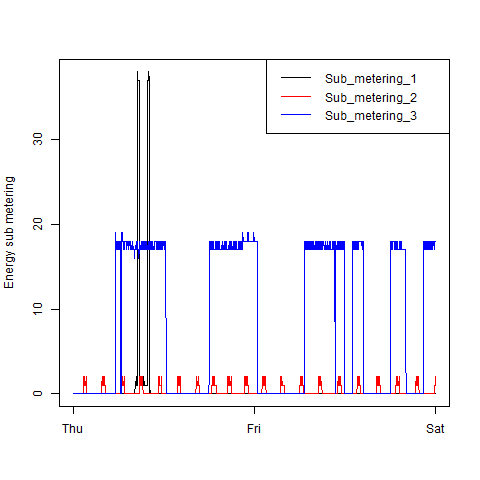 Sub_metering_1
Sub_metering_2
Sub_metering_3
Energy sub metering
30
20
10
0
Thu
Fri
Sat